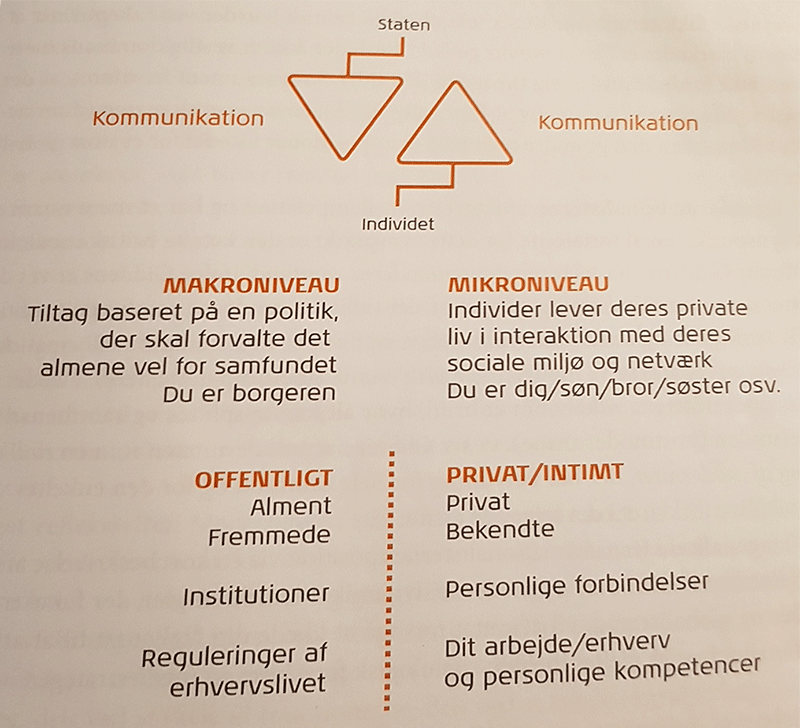 Staten
Kommunikation
Kommunikation
Individet
MAKRONIVEAU
Tiltag baseret på en politik,
der skal forvalte det
almene vel for samfundet
Du er borgeren
MIKRONIVEAU
Individer lever deres private
liv i interaktion med deres
sociale miljø og netværk
Du er dig/søn/bror/søster osv.
OFFENTLIGT
Alment
Fremmede
Institutioner
Reguleringer af
erhvervslivet
PRIVAT/INTIMT
Privat
Bekendte
Personlige forbindelser
Dit arbejde/erhverv
og personlige kompetencer